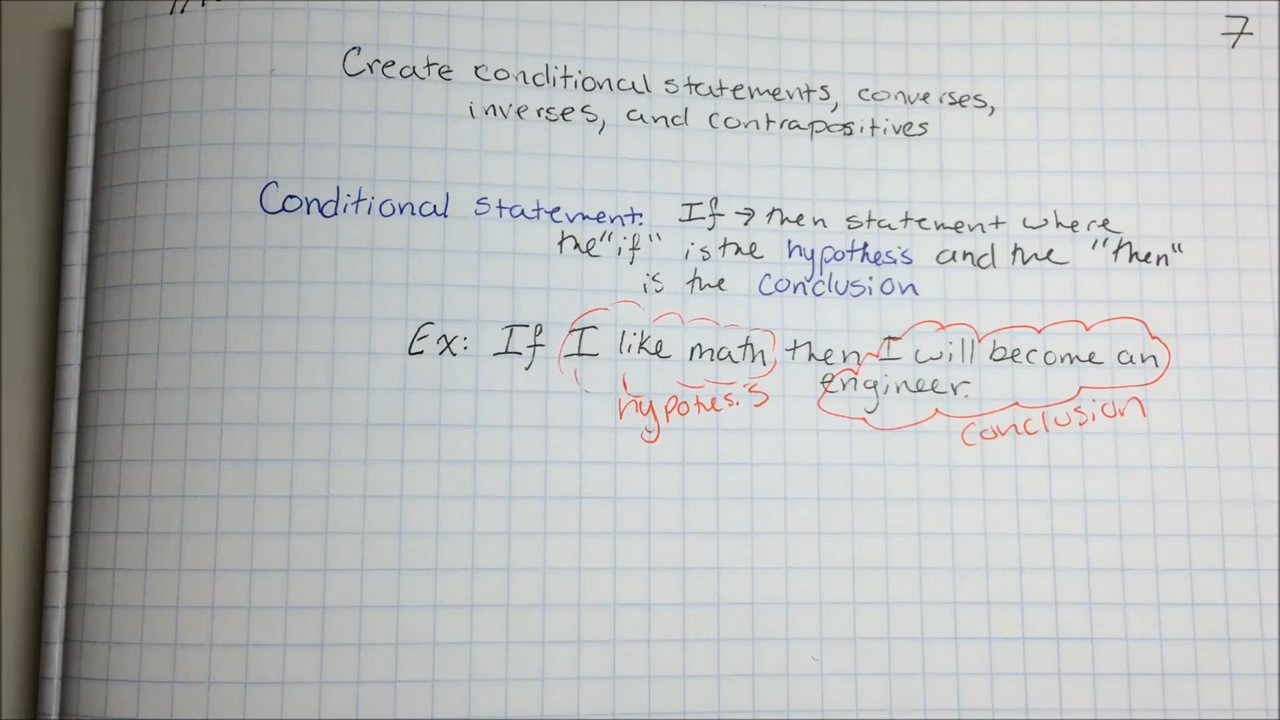 7
Create conditional statements, converses,
inverses, and contrapositives
Conditional statement: If → then statement where
the "if" is the hypothesis and the "then"
is the conclusion
Ex: If I like math then I will become an
engineer.
hypothesis
conclusion